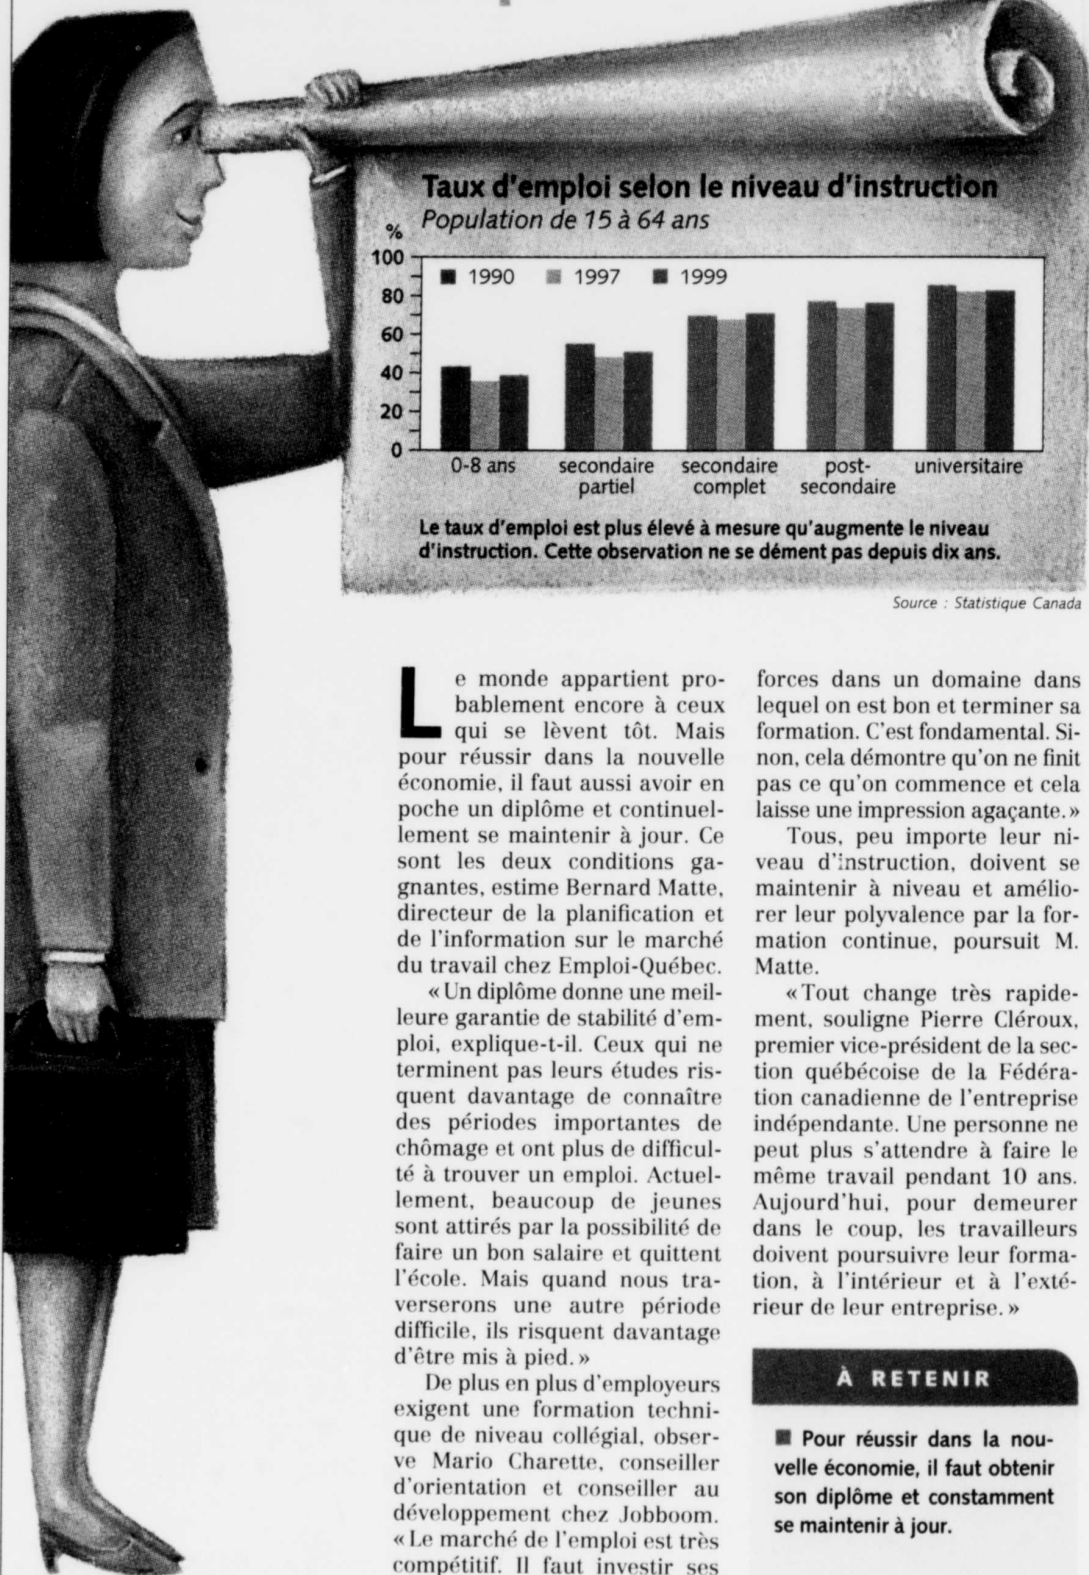 Taux d'emploi selon le niveau d'instruction
Population de 15 à 64 ans
%
100
80
60
40
20
0
1990 1997 1999
0-8 ans
secondaire
partiel
secondaire
complet
post-
secondaire
universitaire
Le taux d'emploi est plus élevé à mesure qu'augmente le niveau
d'instruction. Cette observation ne se dément pas depuis dix ans.
Source : Statistique Canada
Le monde appartient pro-
bablement encore à ceux
qui se lèvent tôt. Mais
pour réussir dans la nouvelle
économie, il faut aussi avoir en
poche un diplôme et continuel-
lement se maintenir à jour. Ce
sont les deux conditions ga-
gnantes, estime Bernard Matte,
directeur de la planification et
de l'information sur le marché
du travail chez Emploi-Québec.
«Un diplôme donne une meil-
leure garantie de stabilité d'em-
ploi, explique-t-il. Ceux qui ne
terminent pas leurs études ris-
quent davantage de connaître
des périodes importantes de
chômage et ont plus de difficul-
té à trouver un emploi. Actuel-
lement, beaucoup de jeunes
sont attirés par la possibilité de
faire un bon salaire et quittent
l'école. Mais quand nous tra-
verserons une autre période
difficile, ils risquent davantage
d'être mis à pied.»
De plus en plus d'employeurs
exigent une formation techni-
que de niveau collégial, obser-
ve Mario Charette, conseiller
d'orientation et conseiller au
développement chez Jobboom.
«Le marché de l'emploi est très
compétitif. Il faut investir ses
forces dans un domaine dans
lequel on est bon et terminer sa
formation. C'est fondamental. Si-
non, cela démontre qu'on ne finit
pas ce qu'on commence et cela
laisse une impression agaçante.»
Tous, peu importe leur ni-
veau d'instruction, doivent se
maintenir à niveau et amélio-
rer leur polyvalence par la for-
mation continue, poursuit M.
Matte.
«Tout change très rapide-
ment, souligne Pierre Cléroux,
premier vice-président de la sec-
tion québécoise de la Fédéra-
tion canadienne de l'entreprise
indépendante. Une personne ne
peut plus s'attendre à faire le
même travail pendant 10 ans.
Aujourd'hui, pour demeurer
dans le coup, les travailleurs
doivent poursuivre leur forma-
tion, à l'intérieur et à l'exté-
rieur de leur entreprise.»
À RETENIR
■ Pour réussir dans la nou-
velle économie, il faut obtenir
son diplôme et constamment
se maintenir à jour.